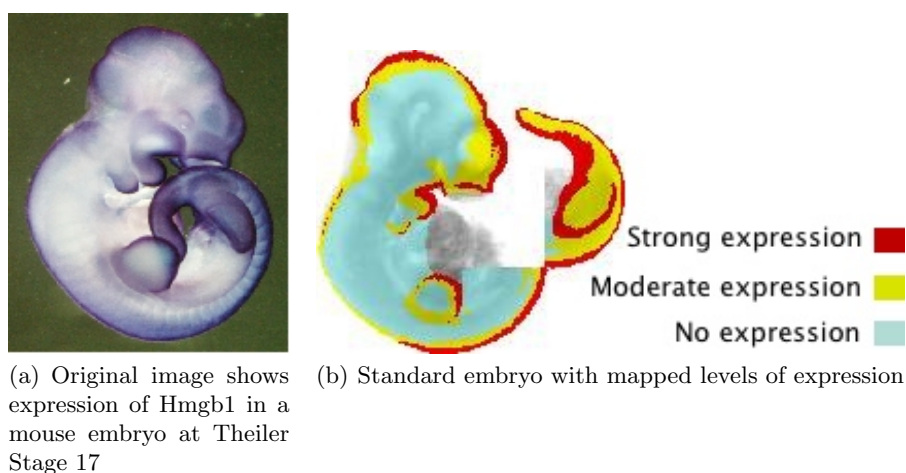 Strong expression
Moderate expression
No expression
(a) Original image shows
expression of Hmgb1 in a
mouse embryo at Theiler
Stage 17
(b) Standard embryo with mapped levels of expression